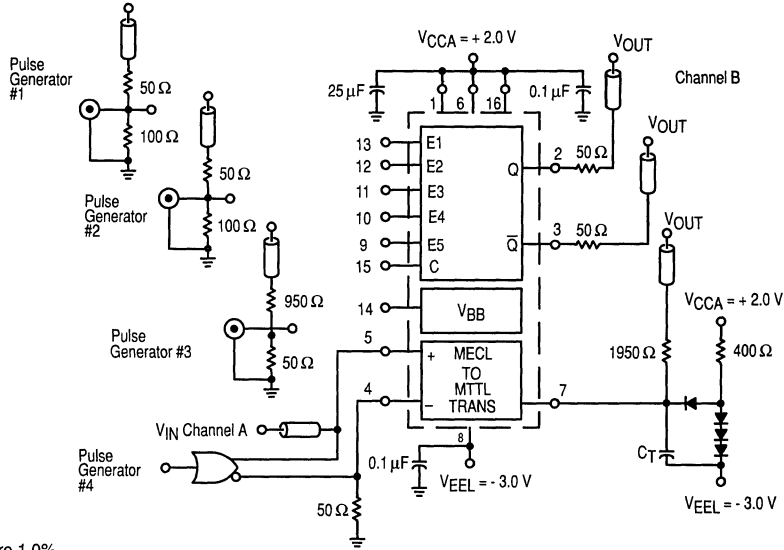 Pulse
Generator
#1
50 Ω
100 Ω
Pulse
Generator
#2
50 Ω
100 Ω
Pulse
Generator #3
950 Ω
50 Ω
VCCA = + 2.0 V
25 µF
0.1 µF
1
6
16
VOUT
Channel B
VOUT
13
E1
12
E2
11
E3
10
E4
9
E5
15
C
Q
2
50 Ω
Q̅
3
50 Ω
14
VBB
VOUT
VCCA = + 2.0 V
1950 Ω
400 Ω
5
+
MECL
TO
MTTL
TRANS
4
–
7
VIN Channel A
Pulse
Generator
#4
50 Ω
0.1 µF
8
VEEL = - 3.0 V
CT
VEEL = - 3.0 V
re 1.0%